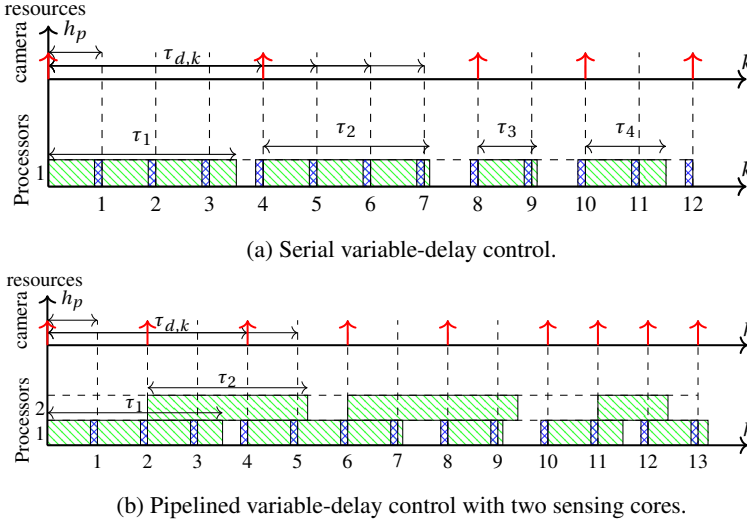 resources
camera
h_p
τ_{d,k}
k
Processors
1
τ_1
τ_2
τ_3
τ_4
k
1 2 3 4 5 6 7 8 9 10 11 12
(a) Serial variable-delay control.
resources
camera
h_p
τ_{d,k}
Processors
2
1
τ_1
τ_2
1 2 3 4 5 6 7 8 9 10 11 12 13
(b) Pipelined variable-delay control with two sensing cores.